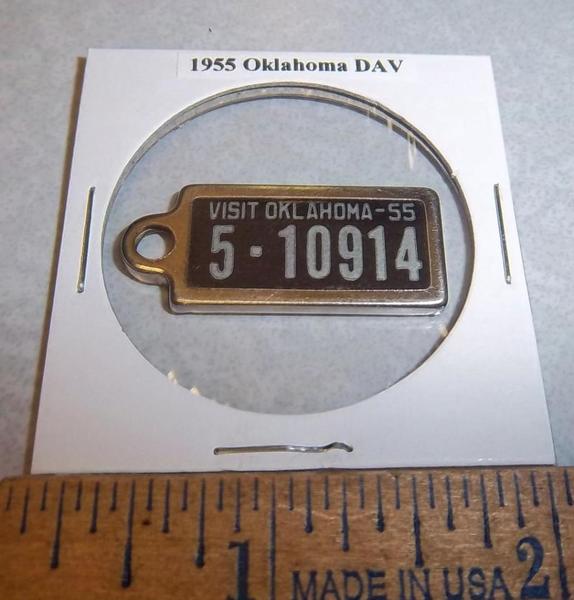 1955 Oklahoma DAV
VISIT OKLAHOMA-55
5·10914
1 2
MADE IN USA